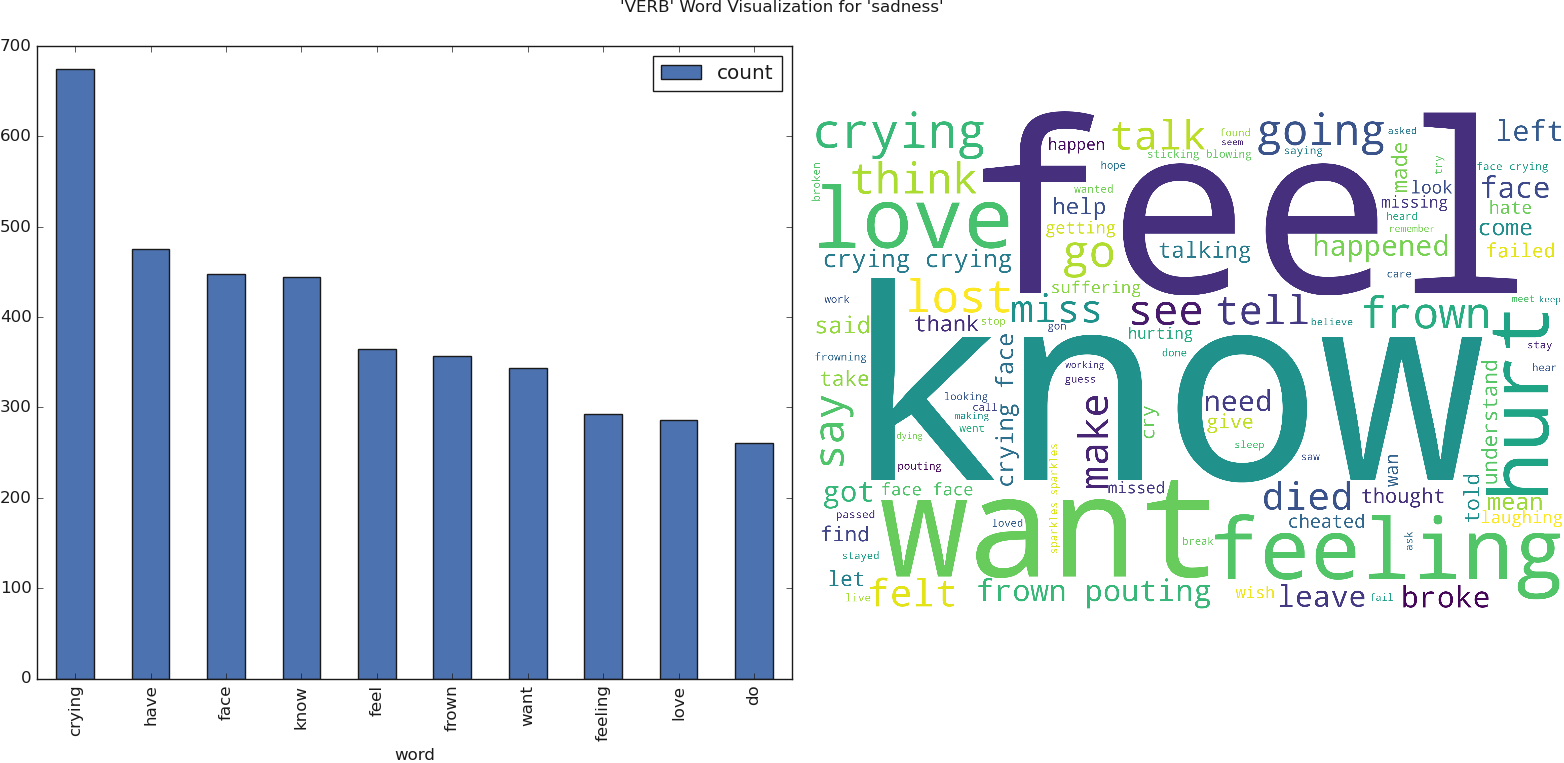 'VERB' Word Visualization for 'sadness'
count
700
600
500
400
300
200
100
0
crying
have
face
know
feel
frown
want
feeling
love
do
word
crying
happen
talk
found
seem
going
asked
left
sticking blowing
saying
broken
think
hope
made
try
face crying
love
feel
wanted
look
face
help
missing
hate
getting
heard
remember
come
crying crying
go
talking
happened
failed
care
suffering
work
lost
miss
see
tell
frown
meet
keep
said
thank
stop
gon
hurting
believe
hurt
stay
frowning
know
done
hear
take
crying face
working
guess
understand
looking
call
making
went
say
make
cry
need
give
dying
sleep
pouting
saw
wan
sparkles sparkles
got
face face
missed
died
thought
told
mean
passed
want
loved
cheated
laughing
find
break
feeling
ask
stayed
let
live
felt
frown pouting
wish
leave
fail
broke